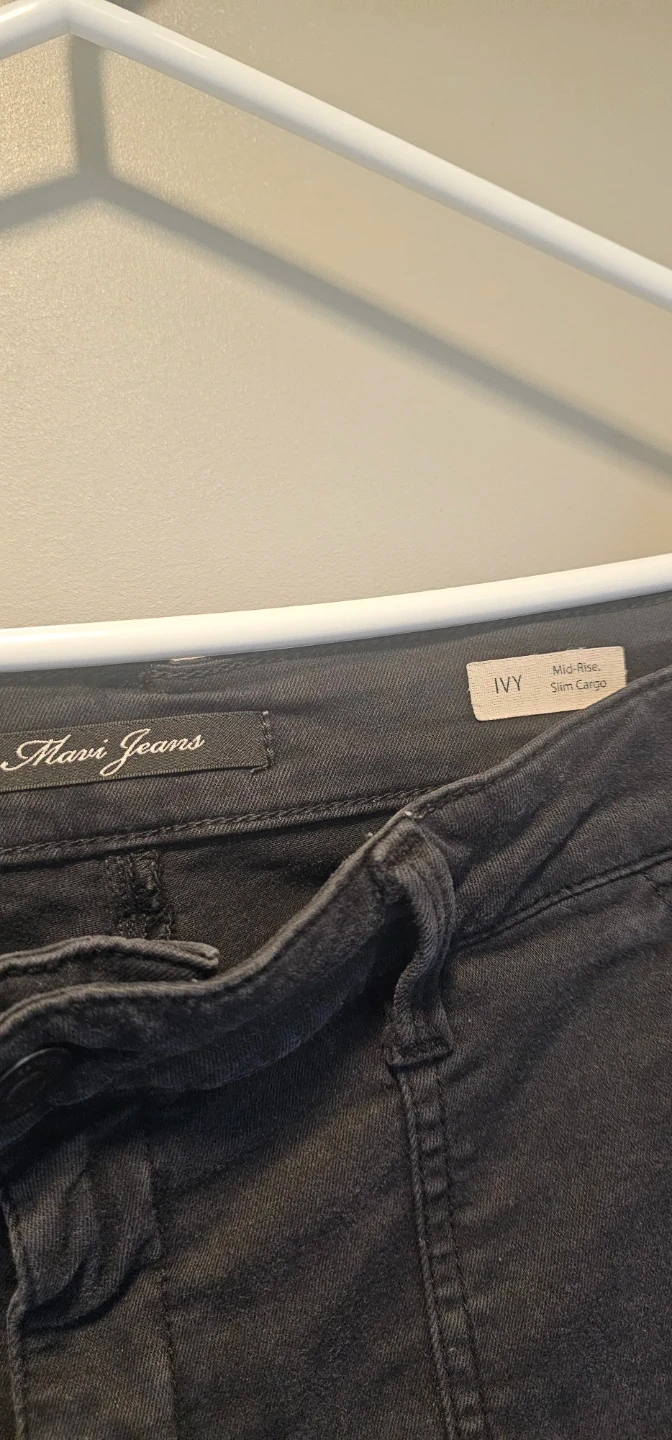 Mavi Jeans
IVY
Mid-Rise,
Slim Cargo